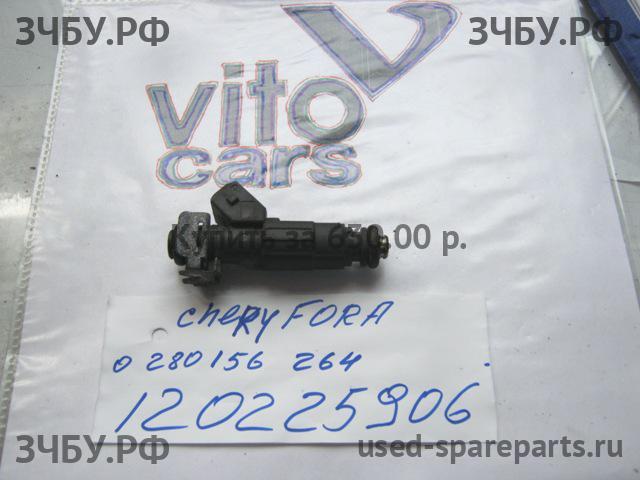 ЗЧБУ.РФ ЗЧБУ.РФ
vito
cars
Купить за 630.00 р.
chery FORA
0 280 156 264
120225906
ЗЧБУ.РФ used-spareparts.ru